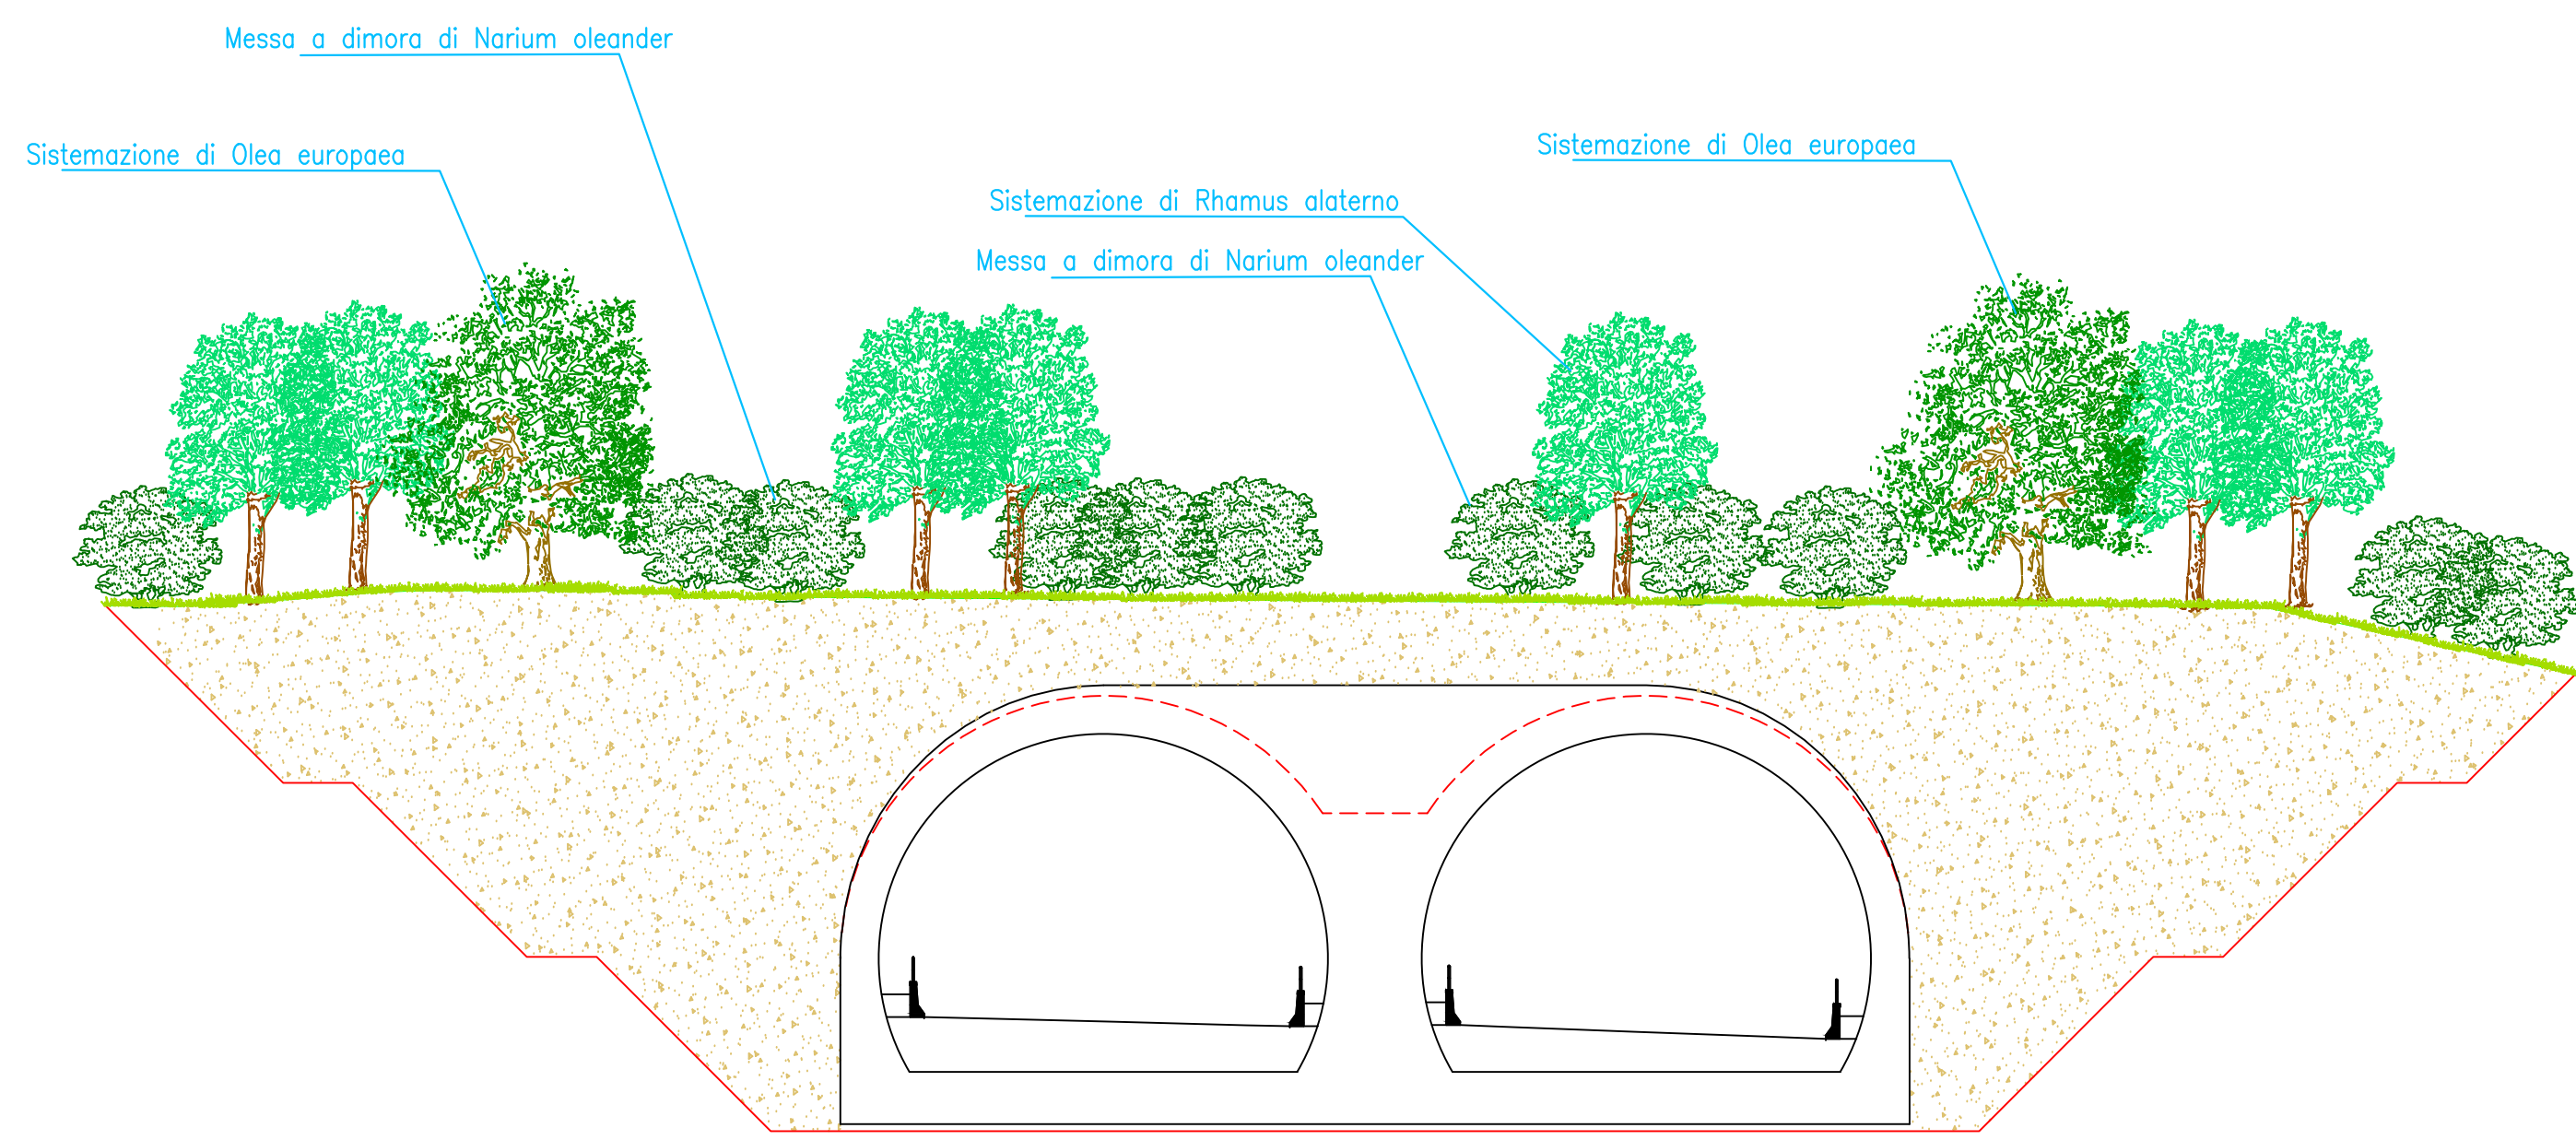 Messa a dimora di Narium oleander
Sistemazione di Olea europaea
Sistemazione di Olea europaea
Sistemazione di Rhamus alaterno
Messa a dimora di Narium oleander